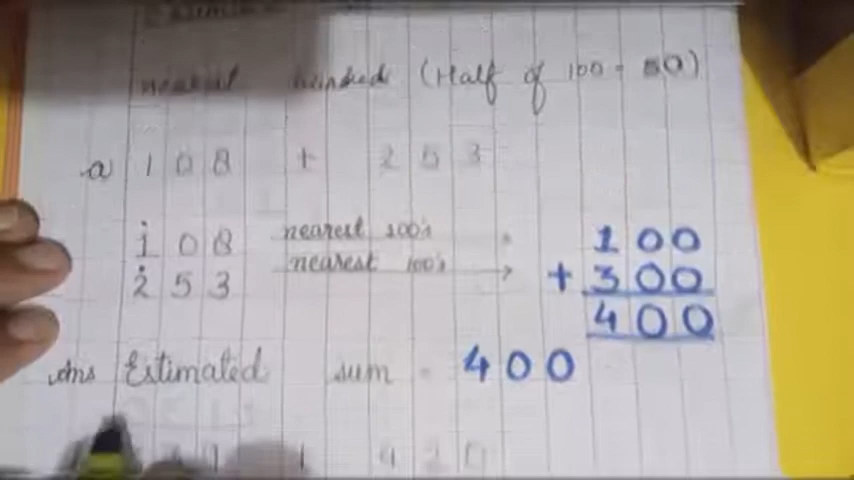 nearest hundred (Half of 100 = 50)
a) 108 + 253
108 nearest 100's 100
253 nearest 100's + 300
400
Ans Estimated sum = 400